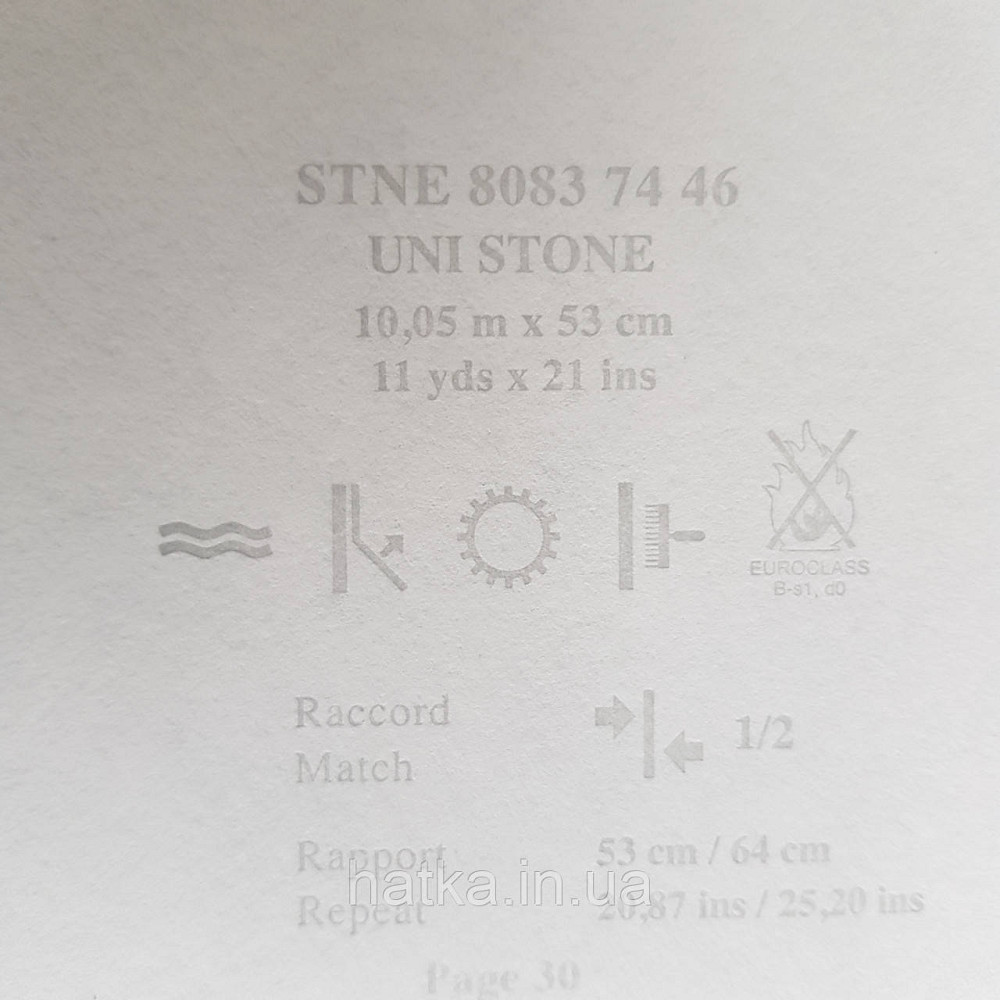 STNE 8083 74 46
UNI STONE
10,05 m x 53 cm
11 yds x 21 ins
EUROCLASS
B-s1, d0
Raccord
Match
1/2
Rapport 53 cm / 64 cm
Repeat 20,87 ins / 25,20 ins
hatka.in.ua
Page 30